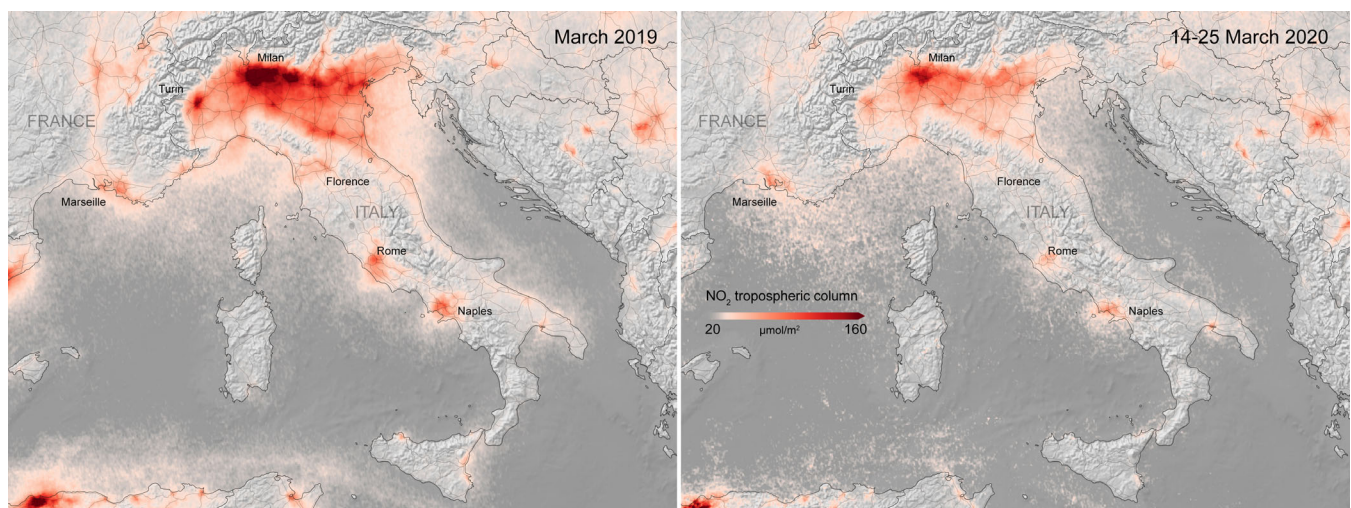 March 2019
Milan
Turin
FRANCE
Florence
Marseille
ITALY
Rome
Naples
14-25 March 2020
Milan
Turin
FRANCE
Florence
Marseille
ITALY
Rome
NO₂ tropospheric column
20 µmol/m² 160
Naples